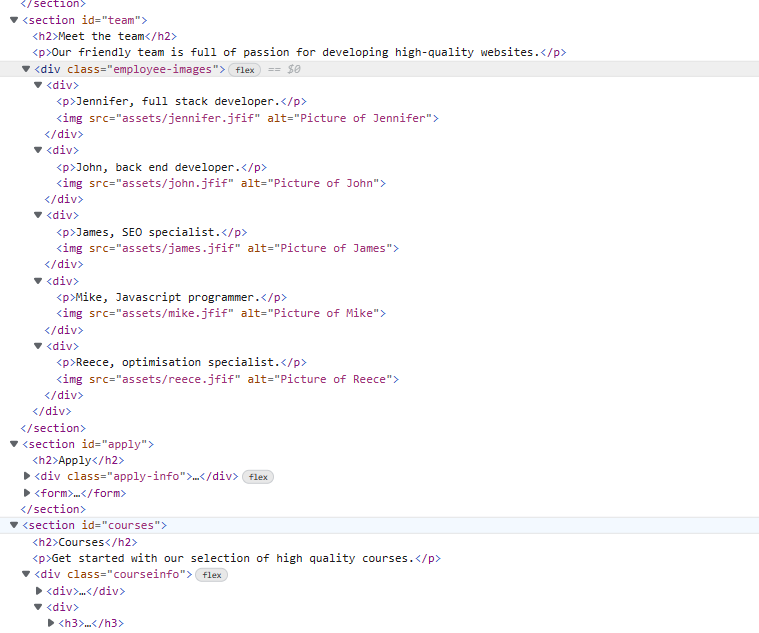 </section>
▼<section id="team">
<h2>Meet the team</h2>
<p>Our friendly team is full of passion for developing high-quality websites.</p>
▼<div class="employee-images"> flex == $0
▼<div>
<p>Jennifer, full stack developer.</p>
<img src="assets/jennifer.jfif" alt="Picture of Jennifer">
</div>
▼<div>
<p>John, back end developer.</p>
<img src="assets/john.jfif" alt="Picture of John">
</div>
▼<div>
<p>James, SEO specialist.</p>
<img src="assets/james.jfif" alt="Picture of James">
</div>
▼<div>
<p>Mike, Javascript programmer.</p>
<img src="assets/mike.jfif" alt="Picture of Mike">
</div>
▼<div>
<p>Reece, optimisation specialist.</p>
<img src="assets/reece.jfif" alt="Picture of Reece">
</div>
</div>
</section>
▼<section id="apply">
<h2>Apply</h2>
▶<div class="apply-info">…</div> flex
▶<form>…</form>
</section>
▼<section id="courses">
<h2>Courses</h2>
<p>Get started with our selection of high quality courses.</p>
▼<div class="courseinfo"> flex
▶<div>…</div>
▼<div>
▶<h3>…</h3>